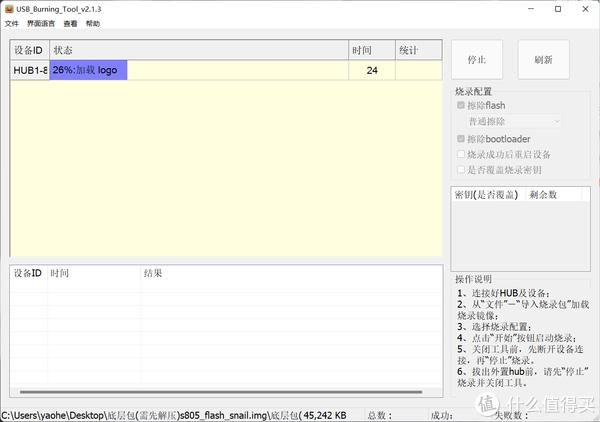 USB_Burning_Tool_v2.1.3
文件 界面语言 查看 帮助
设备ID 状态 时间 统计
HUB1-8 26%:加载 logo 24
停止 刷新
烧录配置
擦除flash
普通擦除
擦除bootloader
烧录成功后重启设备
是否覆盖烧录密钥
密钥(是否覆盖) 剩余数
设备ID 时间 结果
操作说明
1、连接好HUB及设备；
2、从“文件”—“导入烧录包”加载
烧录镜像；
3、选择烧录配置；
4、点击“开始”按钮启动烧录；
5、关闭工具前，先断开设备连
接，再“停止”烧录。
6、拔出外置hub前，请先“停止”
烧录并关闭工具。
C:\Users\yaohe\Desktop\底层包(需先解压)s805_flash_snail.img\底层包( 45,242 KB 总数： 成功： 失败数：
值 什么值得买